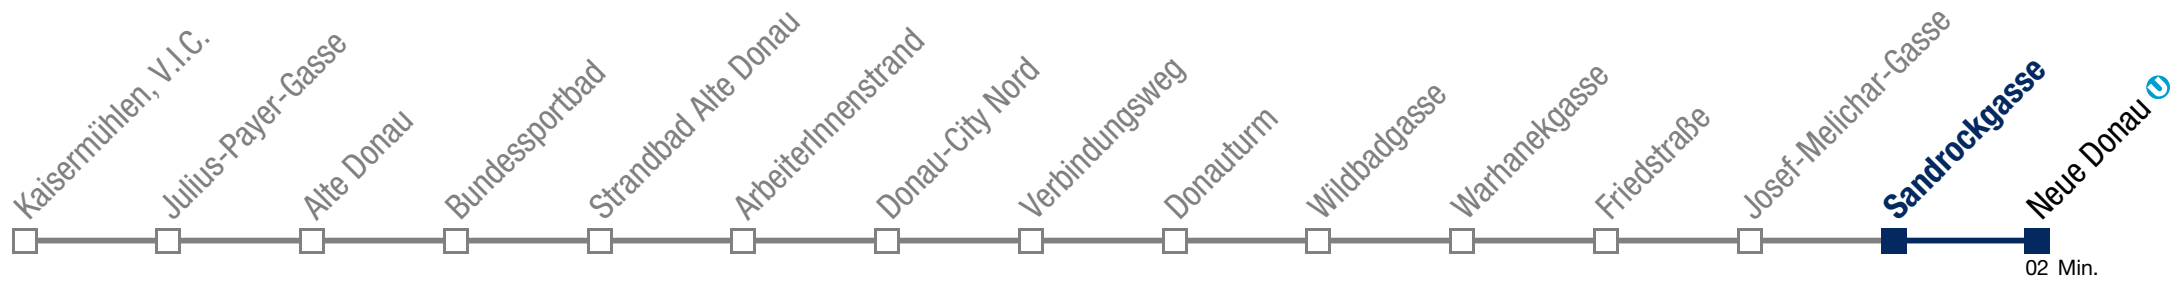 Kaisermühlen, V.I.C.
Julius-Payer-Gasse
Alte Donau
Bundessportbad
Strandbad Alte Donau
ArbeiterInnenstrand
Donau-City Nord
Verbindungsweg
Donauturm
Wildbadgasse
Warhanekgasse
Friedstraße
Josef-Melichar-Gasse
Sandrockgasse
Neue Donau U
02 Min.